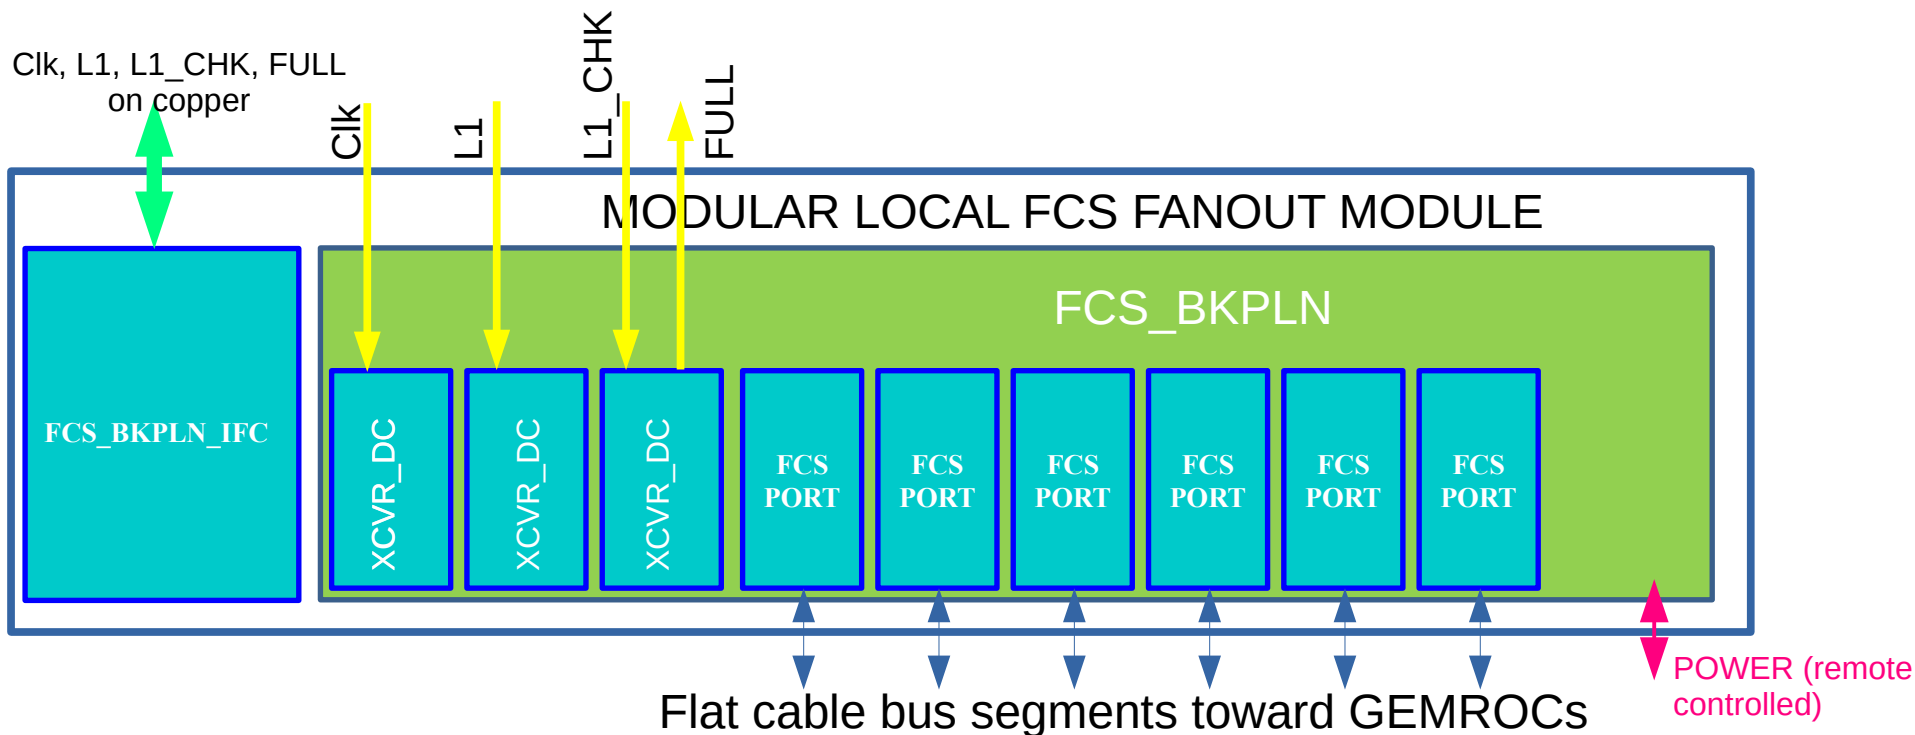 Clk, L1, L1_CHK, FULL
on copper
Clk
L1
L1_CHK
FULL
MODULAR LOCAL FCS FANOUT MODULE
FCS_BKPLN
FCS_BKPLN_IFC
XCVR_DC
XCVR_DC
XCVR_DC
FCS
PORT
FCS
PORT
FCS
PORT
FCS
PORT
FCS
PORT
FCS
PORT
Flat cable bus segments toward GEMROCs
POWER (remote
controlled)